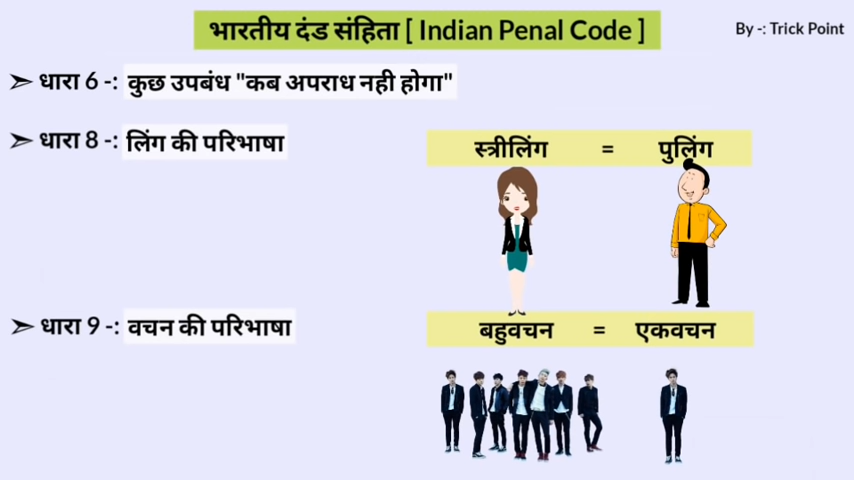 भारतीय दंड संहिता [ Indian Penal Code ]
By -: Trick Point
➣ धारा 6 -: कुछ उपबंध "कब अपराध नही होगा"
➣ धारा 8 -: लिंग की परिभाषा
स्त्रीलिंग = पुलिंग
➣ धारा 9 -: वचन की परिभाषा
बहुवचन = एकवचन